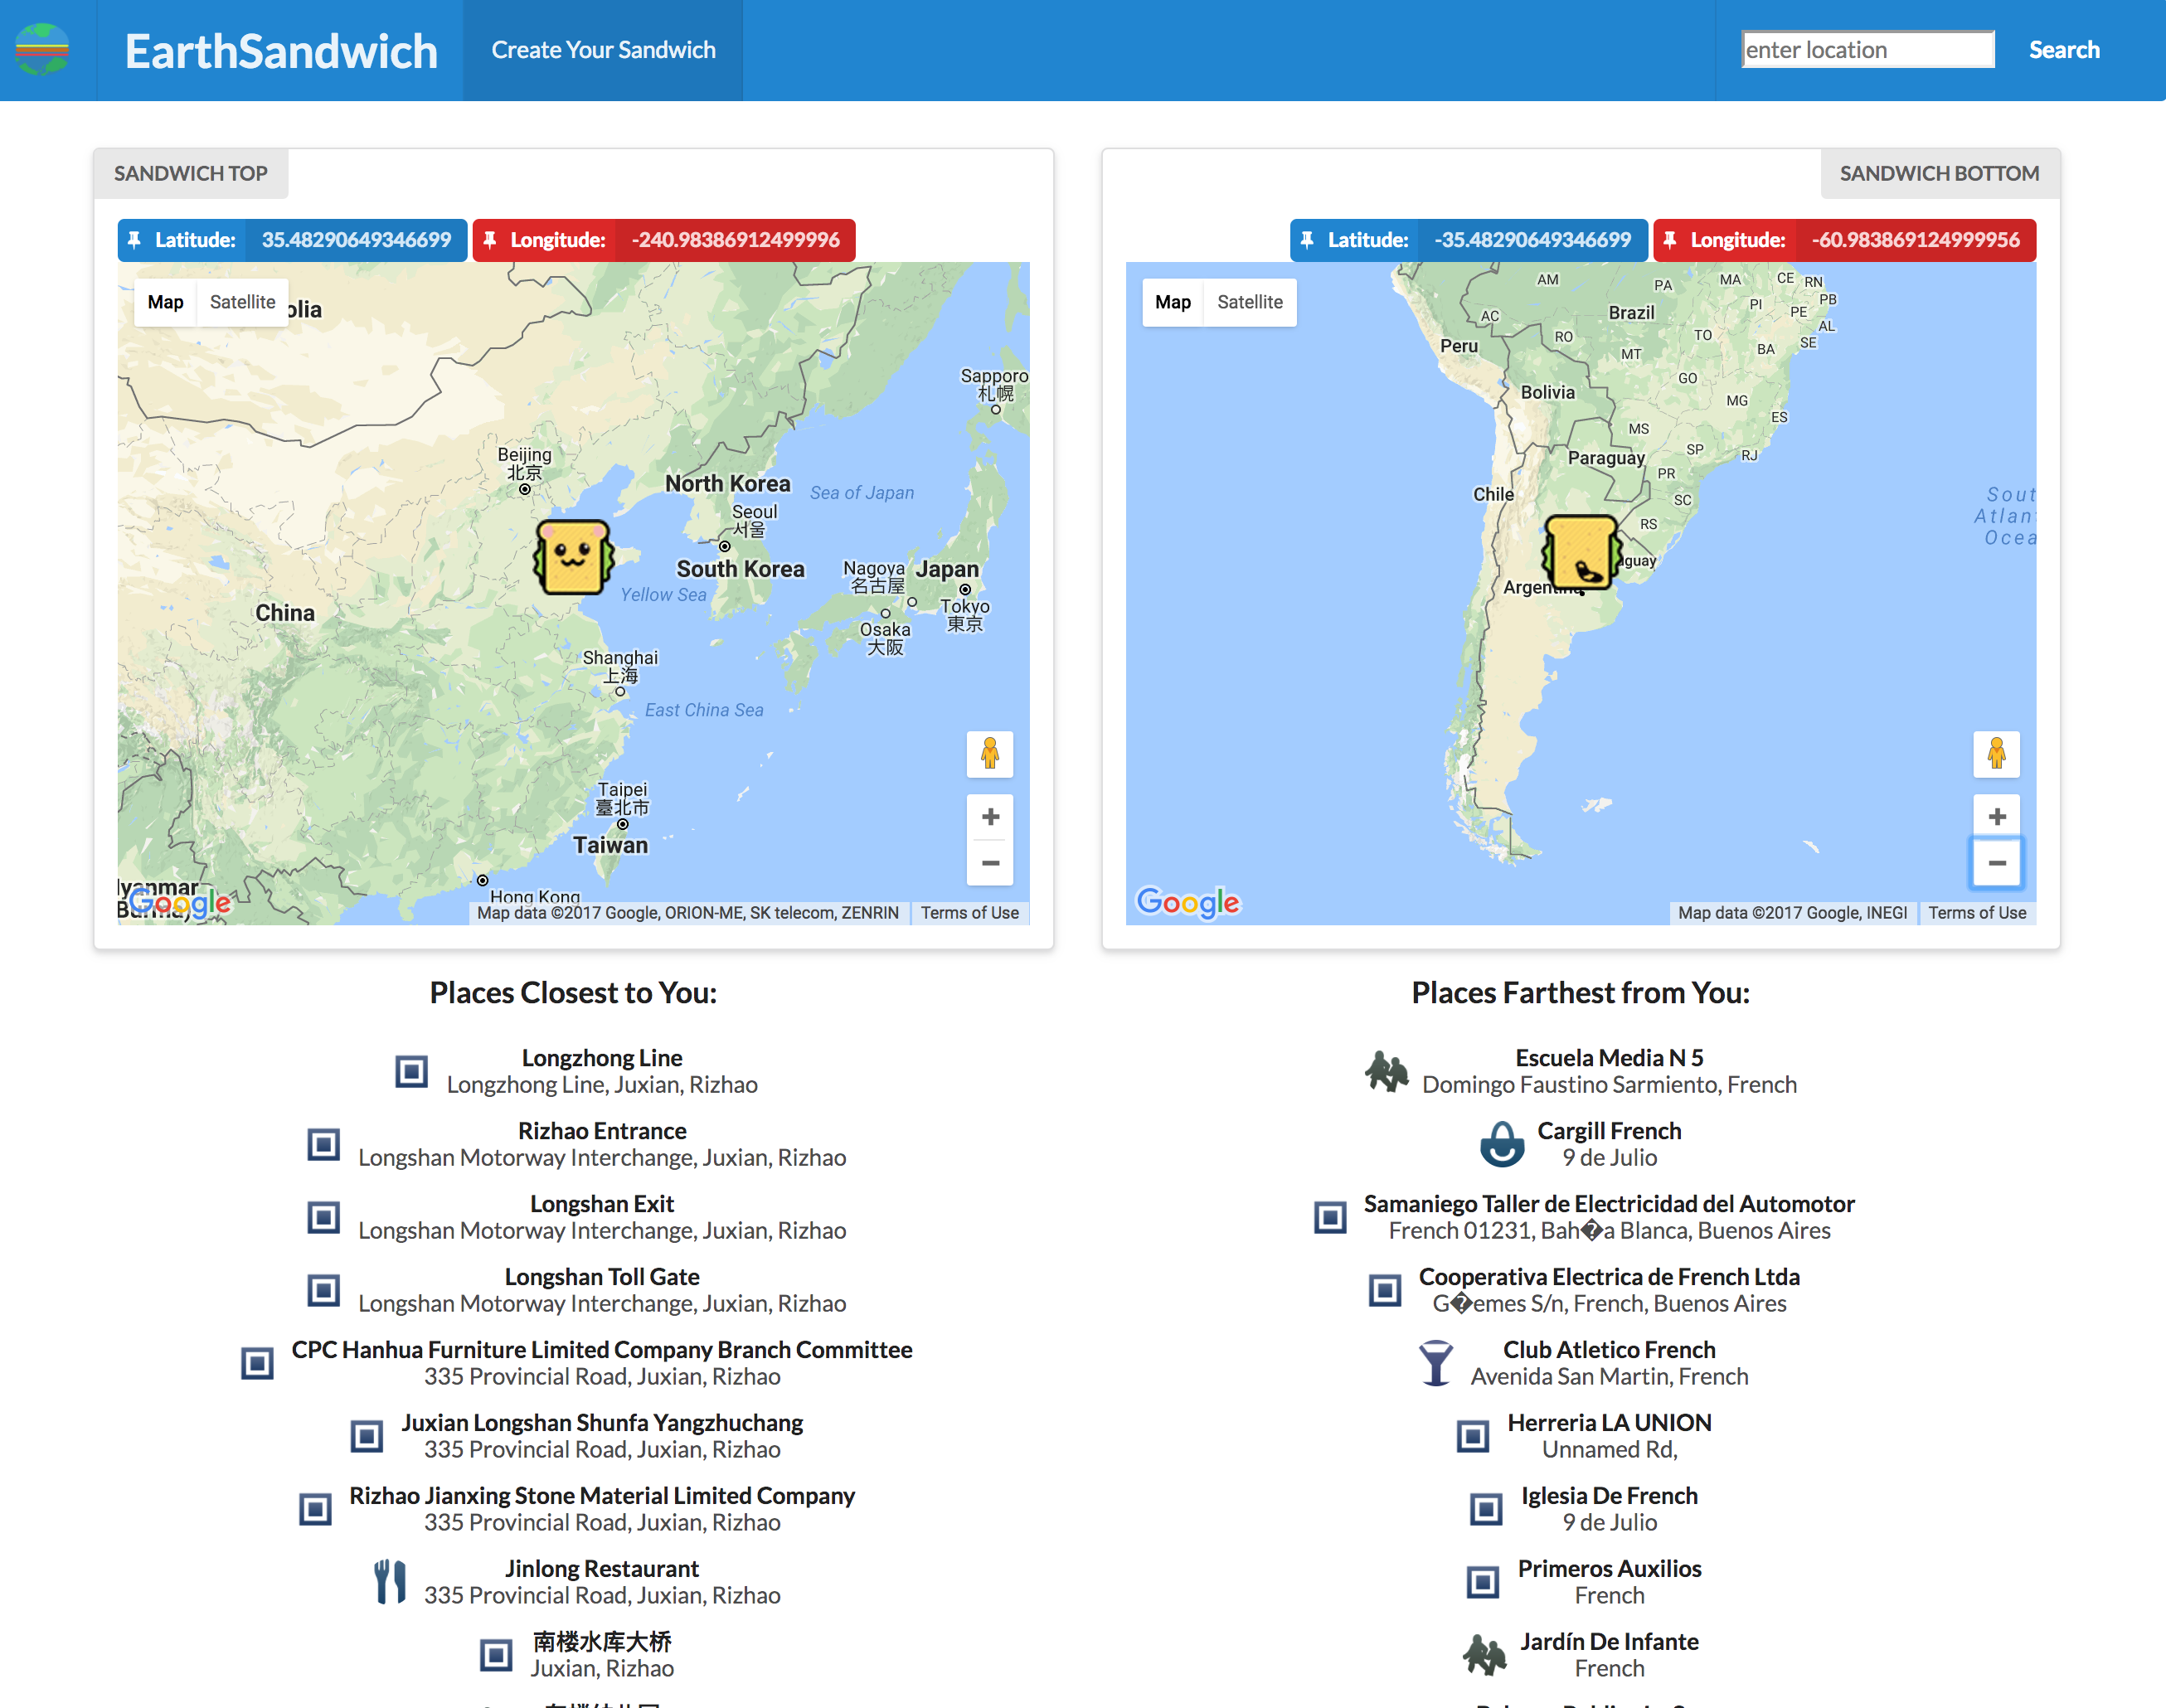 EarthSandwich
Create Your Sandwich
enter location
Search
SANDWICH TOP
Latitude: 35.48290649346699
Longitude: -240.98386912499996
Map
Satellite
olia
Sapporo
札幌
Beijing
北京
North Korea
Sea of Japan
Seoul
서울
South Korea
Nagoya
名古屋
Japan
Yellow Sea
Tokyo
東京
China
Osaka
大阪
Shanghai
上海
East China Sea
Taipei
臺北市
Taiwan
Hong Kong
Google
Map data ©2017 Google, ORION-ME, SK telecom, ZENRIN
Terms of Use
SANDWICH BOTTOM
Latitude: -35.48290649346699
Longitude: -60.983869124999956
Map
Satellite
AM
PA
MA
CE
RN
PB
PI
PE
AL
AC
Brazil
RO
TO
SE
Peru
MT
BA
GO
Bolivia
MG
ES
MS
SP
RJ
Paraguay
PR
Chile
SC
RS
Sout
Atlan
Ocea
guay
Argentina
Google
Map data ©2017 Google, INEGI
Terms of Use
Places Closest to You:
Longzhong Line
Longzhong Line, Juxian, Rizhao
Rizhao Entrance
Longshan Motorway Interchange, Juxian, Rizhao
Longshan Exit
Longshan Motorway Interchange, Juxian, Rizhao
Longshan Toll Gate
Longshan Motorway Interchange, Juxian, Rizhao
CPC Hanhua Furniture Limited Company Branch Committee
335 Provincial Road, Juxian, Rizhao
Juxian Longshan Shunfa Yangzhuchang
335 Provincial Road, Juxian, Rizhao
Rizhao Jianxing Stone Material Limited Company
335 Provincial Road, Juxian, Rizhao
Jinlong Restaurant
335 Provincial Road, Juxian, Rizhao
南楼水库大桥
Juxian, Rizhao
Places Farthest from You:
Escuela Media N 5
Domingo Faustino Sarmiento, French
Cargill French
9 de Julio
Samaniego Taller de Electricidad del Automotor
French 01231, Bah�a Blanca, Buenos Aires
Cooperativa Electrica de French Ltda
G�emes S/n, French, Buenos Aires
Club Atletico French
Avenida San Martin, French
Herreria LA UNION
Unnamed Rd,
Iglesia De French
9 de Julio
Primeros Auxilios
French
Jardín De Infante
French